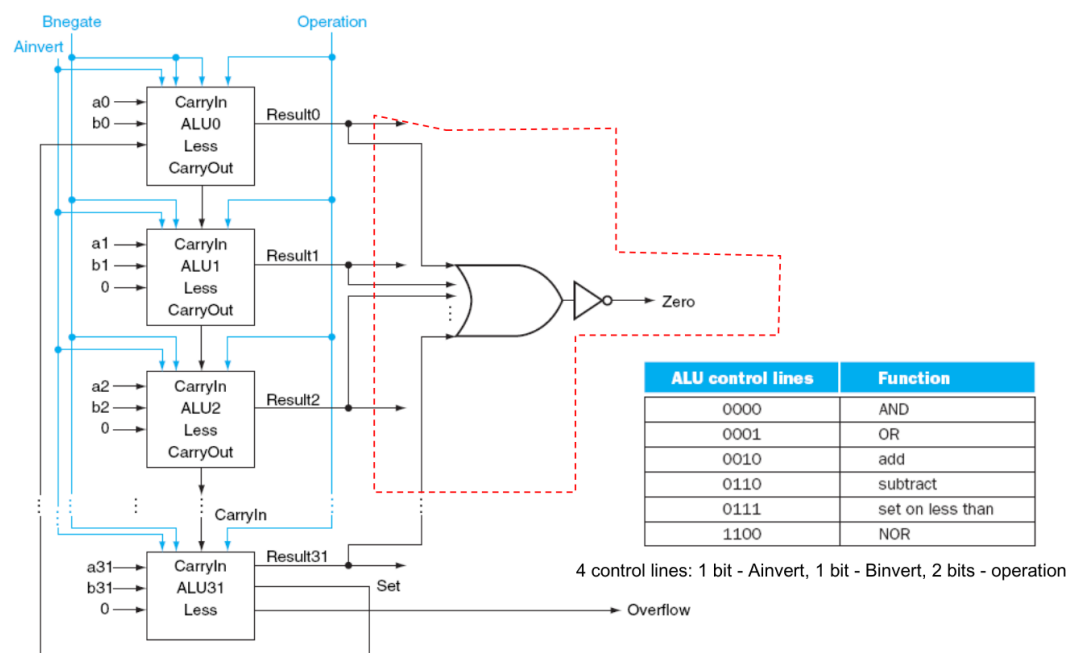 Bnegate
Operation
Ainvert
a0
b0
CarryIn
ALU0
Less
CarryOut
Result0
a1
b1
0
CarryIn
ALU1
Less
CarryOut
Result1
Zero
a2
b2
0
CarryIn
ALU2
Less
CarryOut
Result2
ALU control lines Function
0000 AND
0001 OR
0010 add
0110 subtract
0111 set on less than
1100 NOR
CarryIn
a31
b31
0
CarryIn
ALU31
Less
Result31
Set
Overflow
4 control lines: 1 bit - Ainvert, 1 bit - Binvert, 2 bits - operation